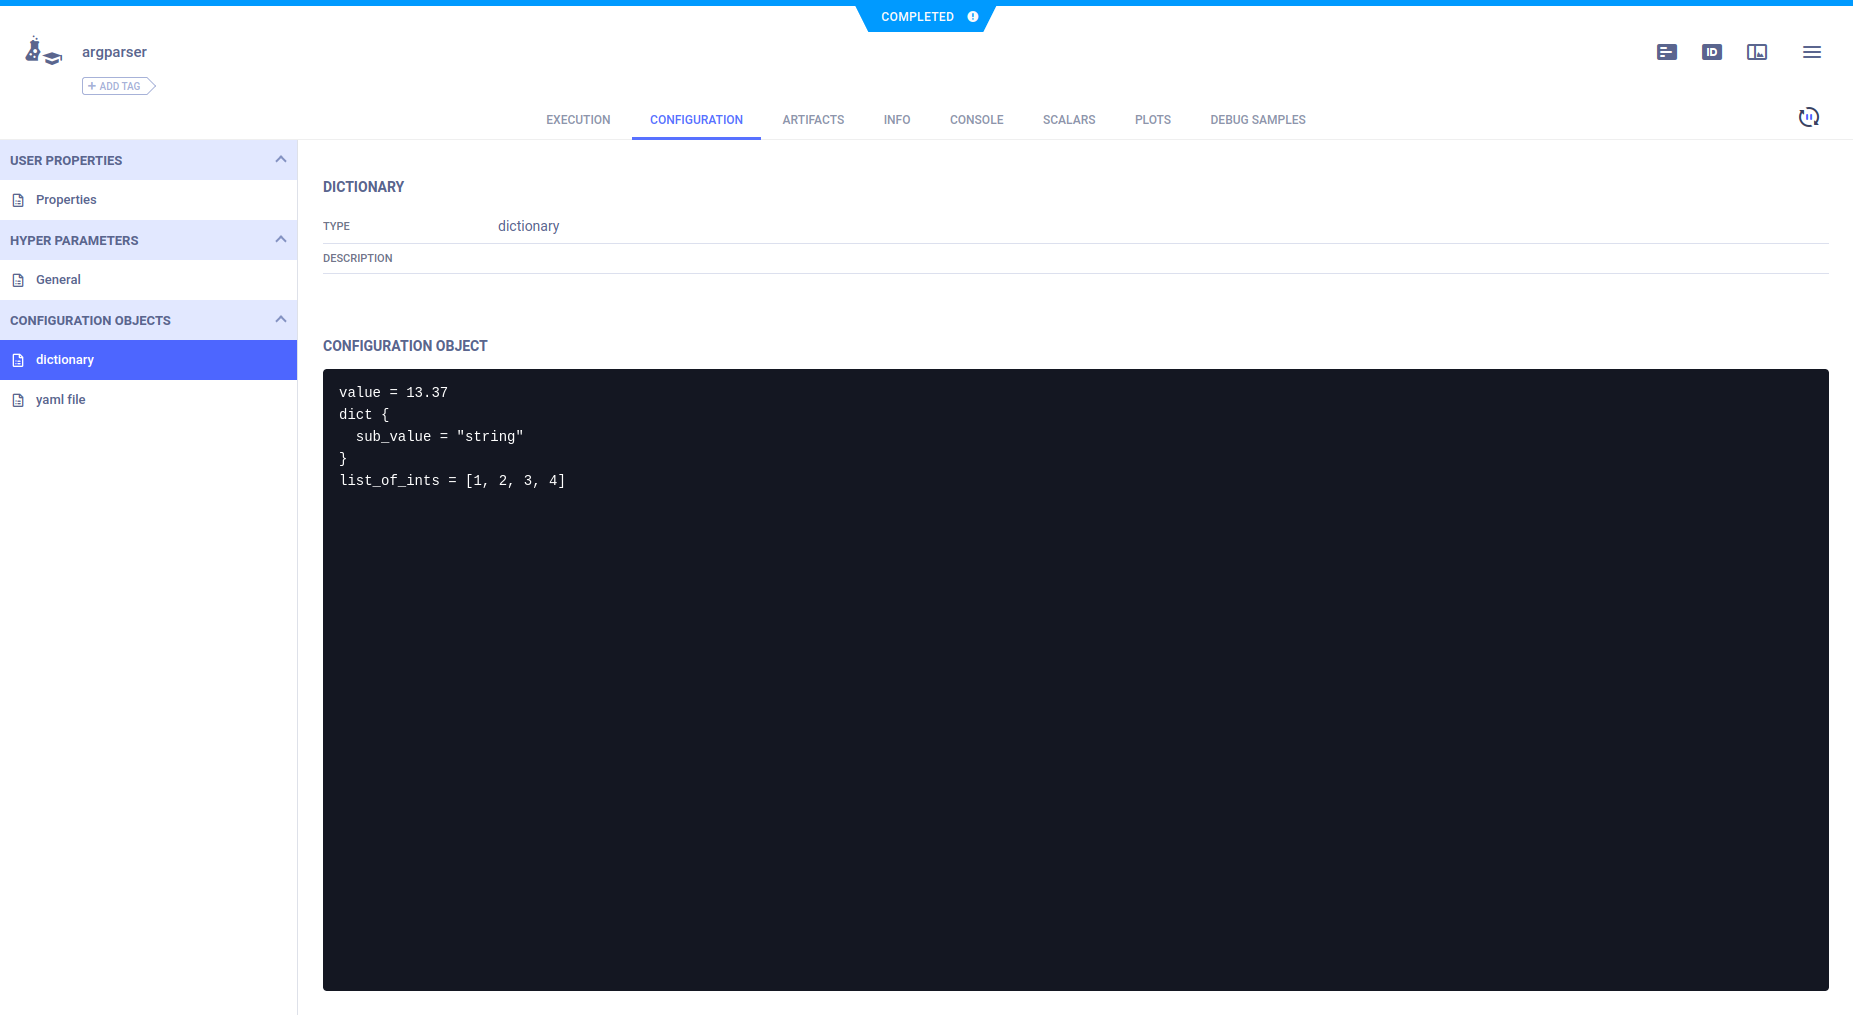 COMPLETED
argparser
+ ADD TAG
ID
EXECUTION CONFIGURATION ARTIFACTS INFO CONSOLE SCALARS PLOTS DEBUG SAMPLES
USER PROPERTIES
Properties
HYPER PARAMETERS
General
CONFIGURATION OBJECTS
dictionary
yaml file
DICTIONARY
TYPE dictionary
DESCRIPTION
CONFIGURATION OBJECT
value = 13.37
dict {
  sub_value = "string"
}
list_of_ints = [1, 2, 3, 4]